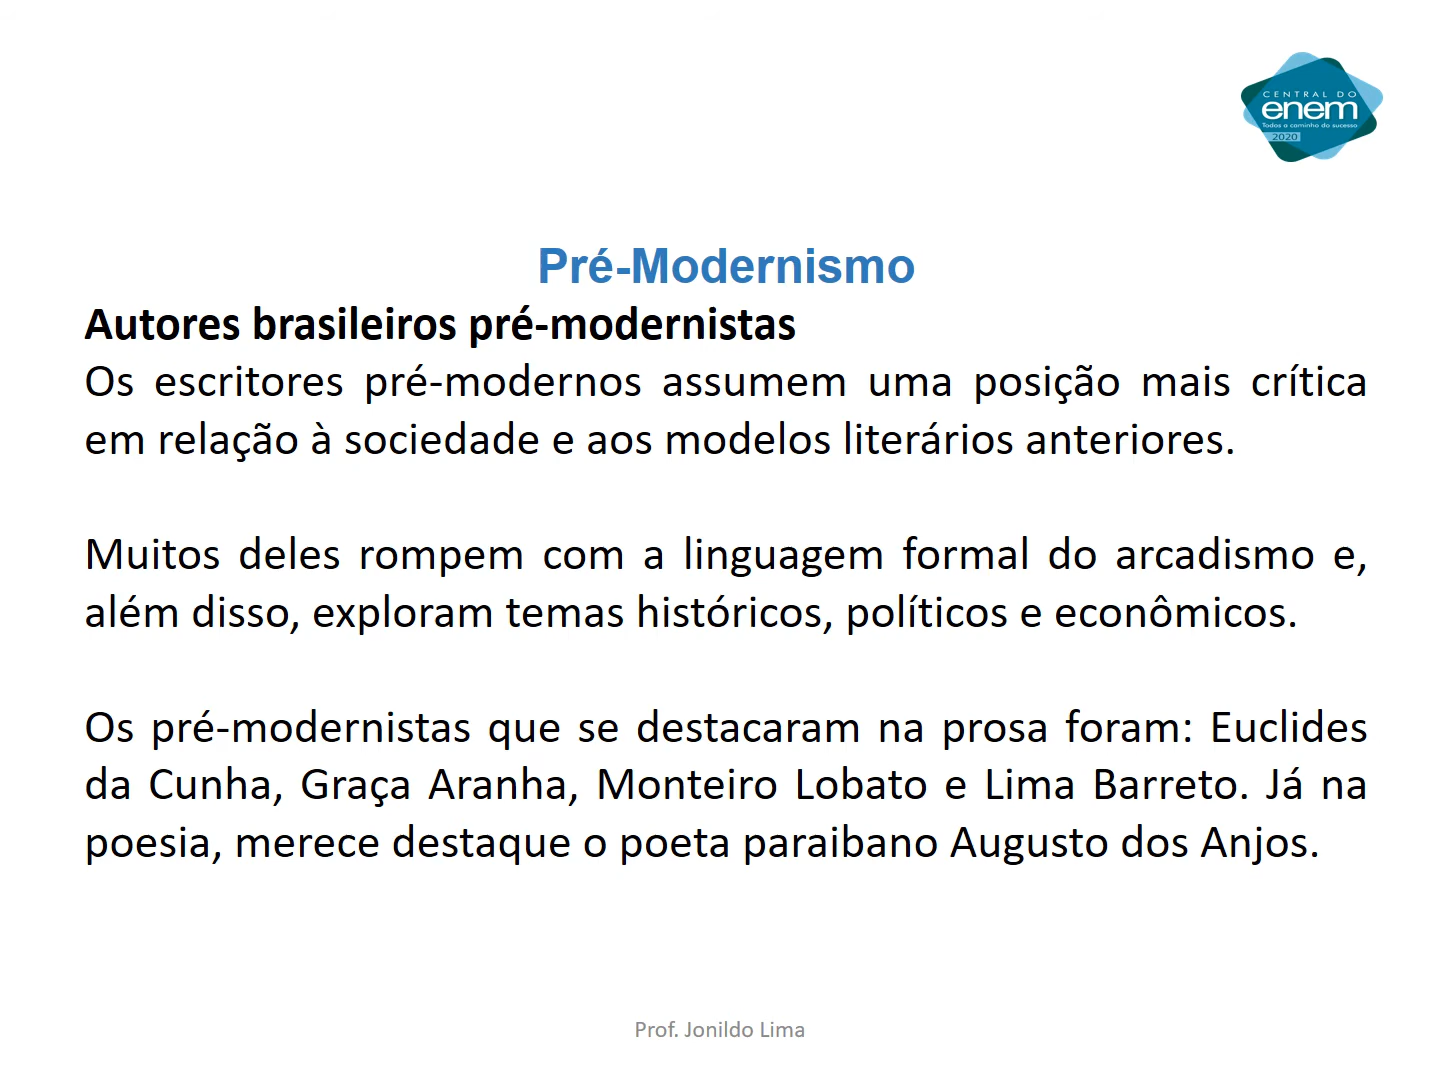 CENTRAL DO
enem
Todos a caminho do sucesso
2020
Pré-Modernismo
Autores brasileiros pré-modernistas
Os escritores pré-modernos assumem uma posição mais crítica
em relação à sociedade e aos modelos literários anteriores.
Muitos deles rompem com a linguagem formal do arcadismo e,
além disso, exploram temas históricos, políticos e econômicos.
Os pré-modernistas que se destacaram na prosa foram: Euclides
da Cunha, Graça Aranha, Monteiro Lobato e Lima Barreto. Já na
poesia, merece destaque o poeta paraibano Augusto dos Anjos.
Prof. Jonildo Lima